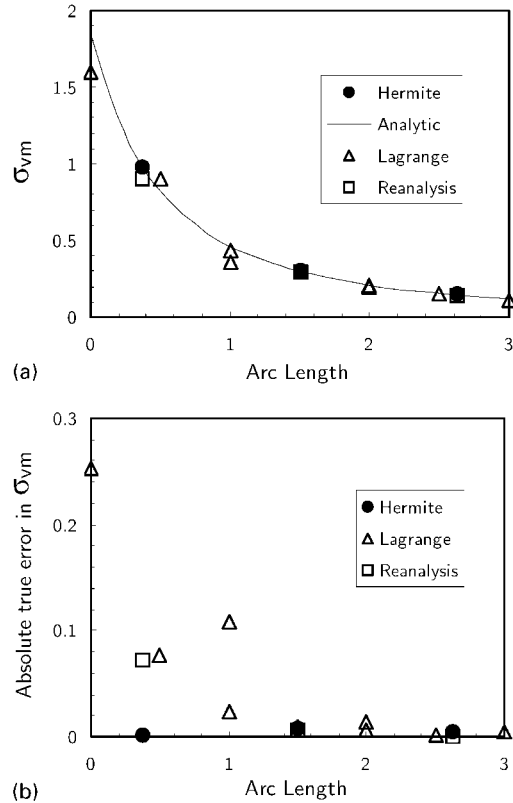 2
1.5
1
0.5
0
σvm
Hermite
Analytic
Lagrange
Reanalysis
0
1
2
3
(a)
Arc Length
0.3
0.2
0.1
0
Absolute true error in σvm
Hermite
Lagrange
Reanalysis
0
1
2
3
(b)
Arc Length